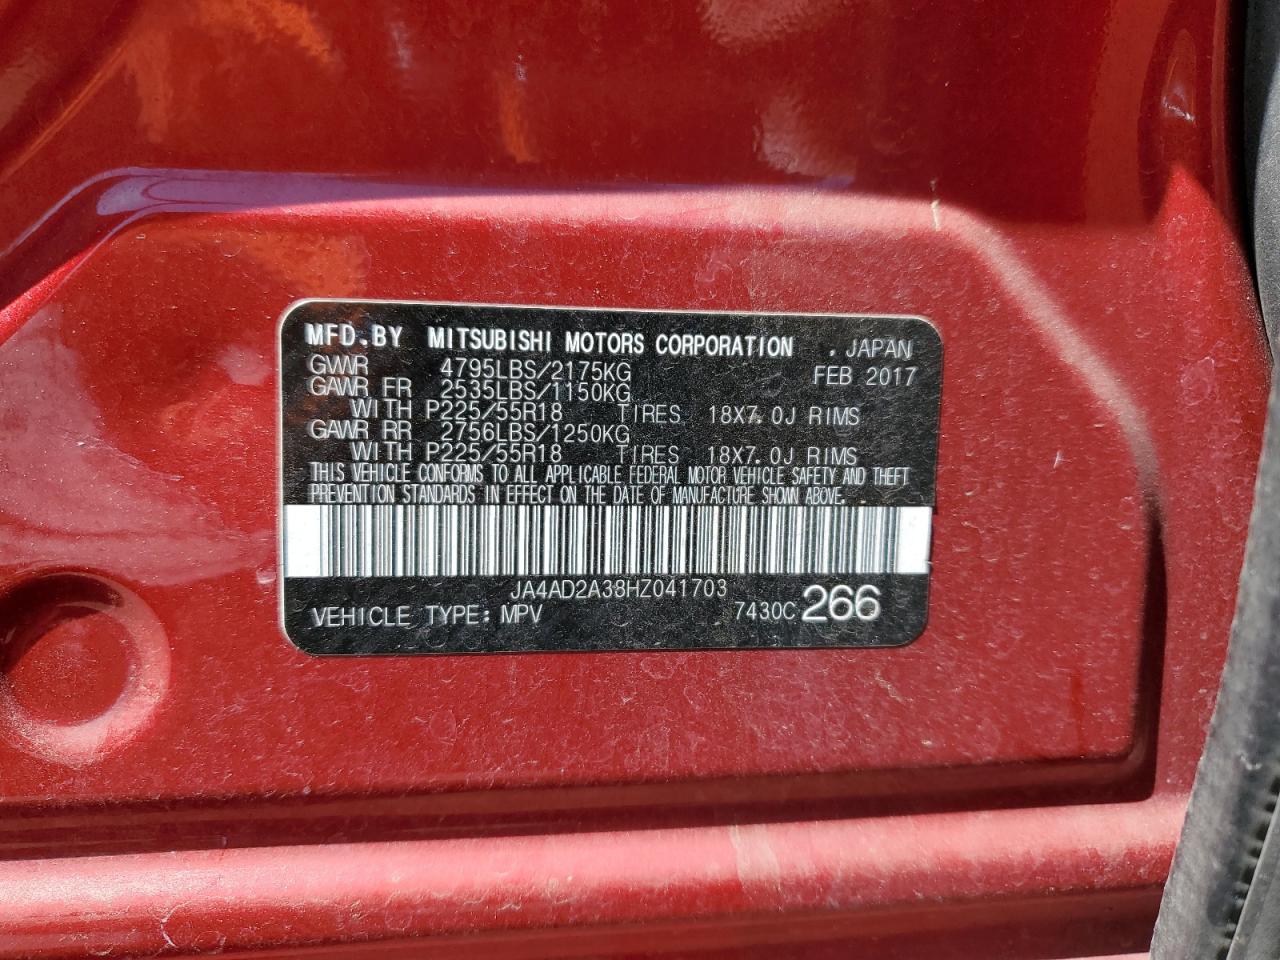 MFD.BY MITSUBISHI MOTORS CORPORATION . JAPAN
GVWR 4795LBS/2175KG FEB 2017
GAWR FR 2535LBS/1150KG
WITH P225/55R18 TIRES 18X7.0J RIMS
GAWR RR 2756LBS/1250KG
WITH P225/55R18 TIRES 18X7.0J RIMS
THIS VEHICLE CONFORMS TO ALL APPLICABLE FEDERAL MOTOR VEHICLE SAFETY AND THEFT
PREVENTION STANDARDS IN EFFECT ON THE DATE OF MANUFACTURE SHOWN ABOVE.
JA4AD2A38HZ041703
VEHICLE TYPE: MPV 7430C 266